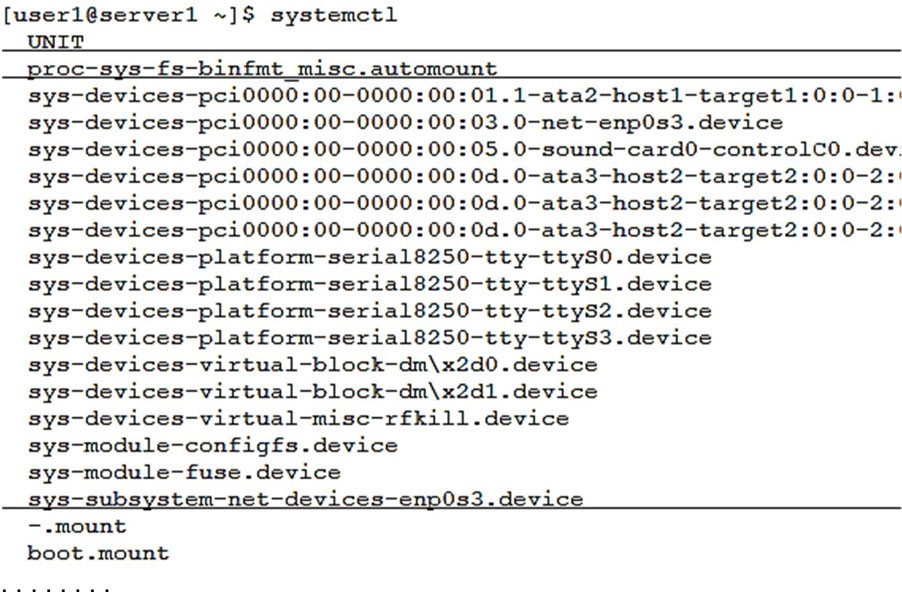 [user1@server1 ~]$ systemctl
UNIT
proc-sys-fs-binfmt_misc.automount
sys-devices-pci0000:00-0000:00:01.1-ata2-host1-target1:0:0-1:
sys-devices-pci0000:00-0000:00:03.0-net-enp0s3.device
sys-devices-pci0000:00-0000:00:05.0-sound-card0-controlC0.dev
sys-devices-pci0000:00-0000:00:0d.0-ata3-host2-target2:0:0-2:
sys-devices-pci0000:00-0000:00:0d.0-ata3-host2-target2:0:0-2:
sys-devices-pci0000:00-0000:00:0d.0-ata3-host2-target2:0:0-2:
sys-devices-platform-serial8250-tty-ttyS0.device
sys-devices-platform-serial8250-tty-ttyS1.device
sys-devices-platform-serial8250-tty-ttyS2.device
sys-devices-platform-serial8250-tty-ttyS3.device
sys-devices-virtual-block-dm\x2d0.device
sys-devices-virtual-block-dm\x2d1.device
sys-devices-virtual-misc-rfkill.device
sys-module-configfs.device
sys-module-fuse.device
sys-subsystem-net-devices-enp0s3.device
-.mount
boot.mount
. . . . . . . .